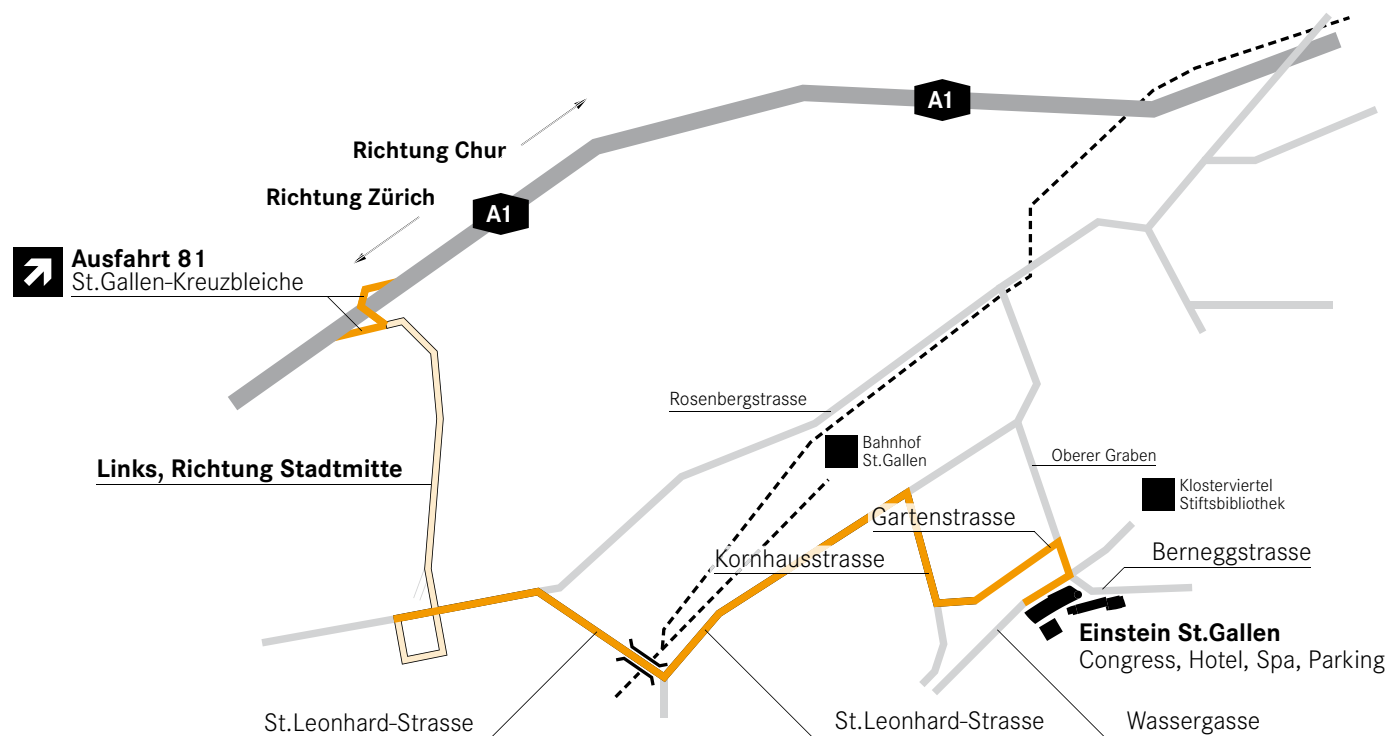 A1
Richtung Chur
Richtung Zürich
A1
Ausfahrt 81
St.Gallen-Kreuzbleiche
Rosenbergstrasse
Bahnhof
St.Gallen
Oberer Graben
Links, Richtung Stadtmitte
Klosterviertel
Stiftsbibliothek
Gartenstrasse
Kornhausstrasse
Berneggstrasse
Einstein St.Gallen
Congress, Hotel, Spa, Parking
St.Leonhard-Strasse
St.Leonhard-Strasse
Wassergasse